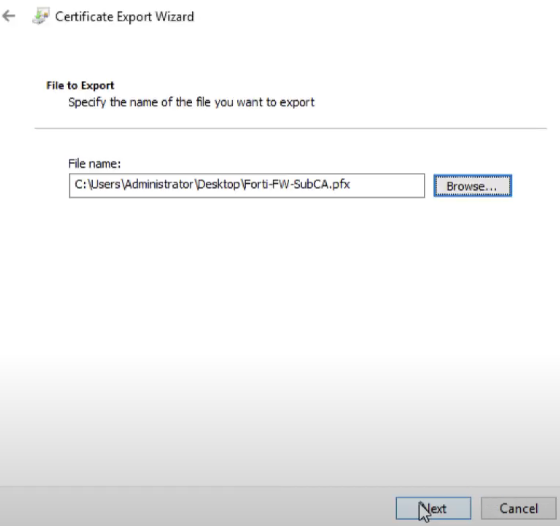 Certificate Export Wizard
File to Export
Specify the name of the file you want to export
File name:
C:\Users\Administrator\Desktop\Forti-FW-SubCA.pfx
Browse...
Next
Cancel